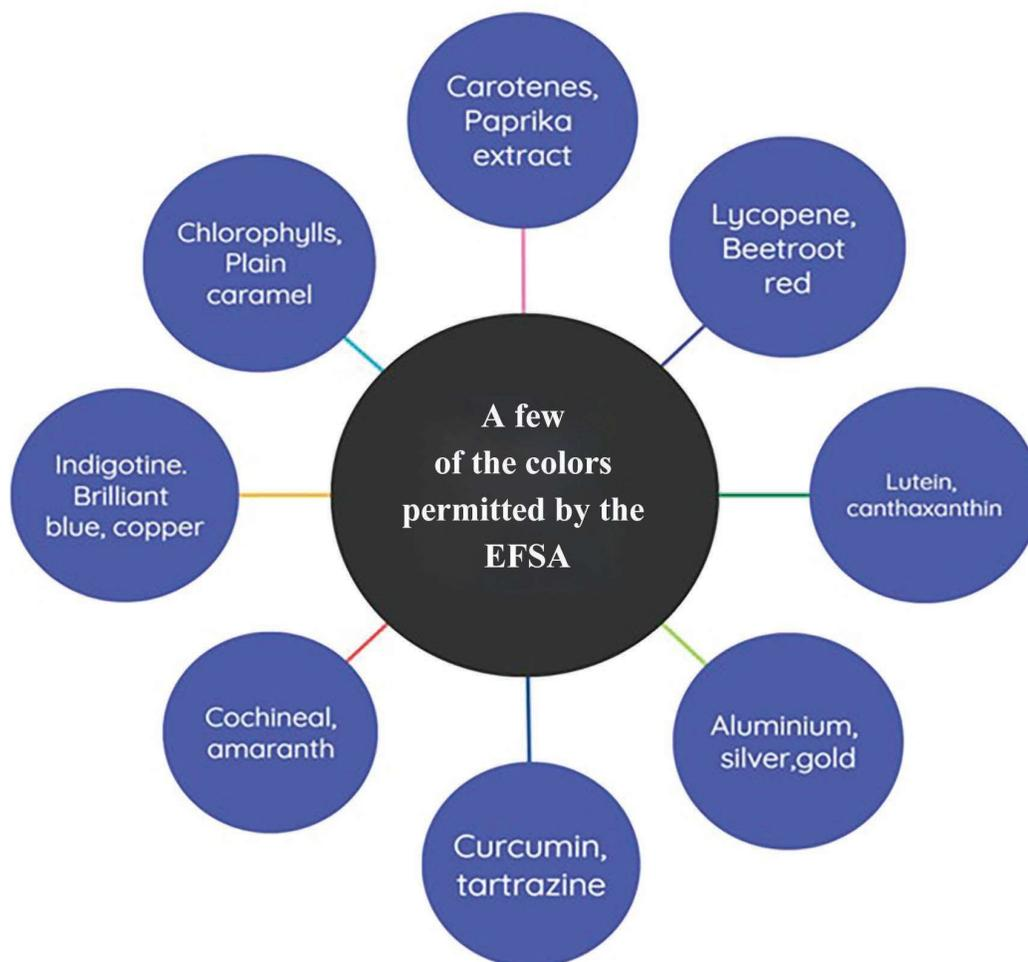 Carotenes,
Paprika
extract
Lycopene,
Beetroot
red
Lutein,
canthaxanthin
Aluminium,
silver,gold
Curcumin,
tartrazine
Cochineal,
amaranth
Indigotine.
Brilliant
blue, copper
Chlorophylls,
Plain
caramel
A few
of the colors
permitted by the
EFSA